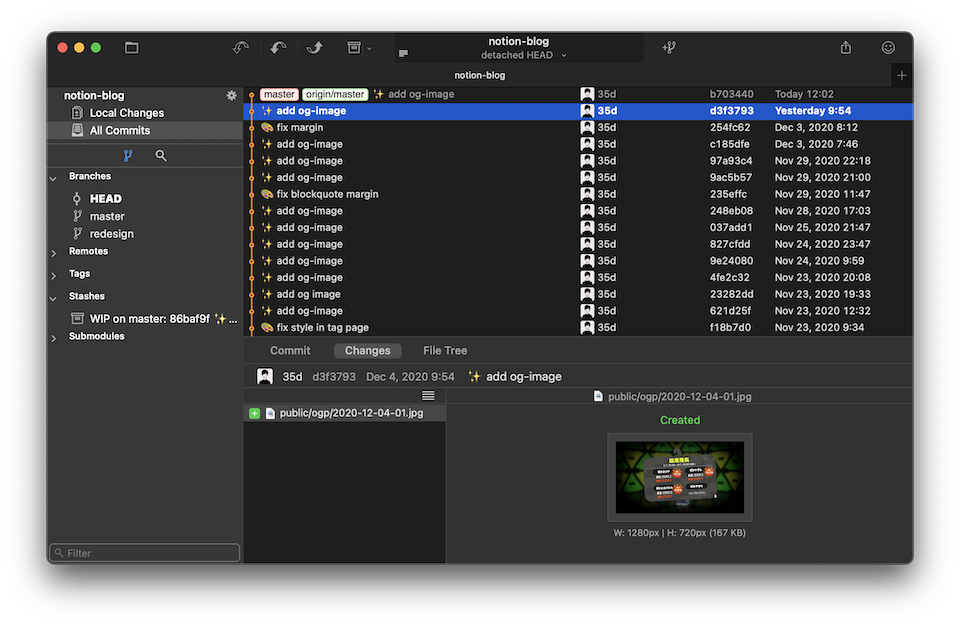 notion-blog
detached HEAD
notion-blog
notion-blog
Local Changes
All Commits
Branches
HEAD
master
redesign
Remotes
Tags
Stashes
WIP on master: 86baf9f ✨ ...
Submodules
Filter
master origin/master ✨ add og-image 35d b703440 Today 12:02
✨ add og-image 35d d3f3793 Yesterday 9:54
🎨 fix margin 35d 254fc62 Dec 3, 2020 8:12
✨ add og-image 35d c185dfe Dec 3, 2020 7:46
✨ add og-image 35d 97a93c4 Nov 29, 2020 22:18
✨ add og-image 35d 9ac5b57 Nov 29, 2020 21:00
🎨 fix blockquote margin 35d 235effc Nov 29, 2020 11:47
✨ add og-image 35d 248eb08 Nov 28, 2020 17:03
✨ add og-image 35d 037add1 Nov 25, 2020 21:47
✨ add og-image 35d 827cfdd Nov 24, 2020 23:47
✨ add og-image 35d 9e24080 Nov 24, 2020 9:59
✨ add og-image 35d 4fe2c32 Nov 23, 2020 20:08
✨ add og image 35d 23282dd Nov 23, 2020 19:33
✨ add og-image 35d 621d25f Nov 23, 2020 12:32
🎨 fix style in tag page 35d f18b7d0 Nov 23, 2020 9:34
Commit Changes File Tree
35d d3f3793 Dec 4, 2020 9:54 ✨ add og-image
public/ogp/2020-12-04-01.jpg
public/ogp/2020-12-04-01.jpg
Created
W: 1280px | H: 720px (167 KB)